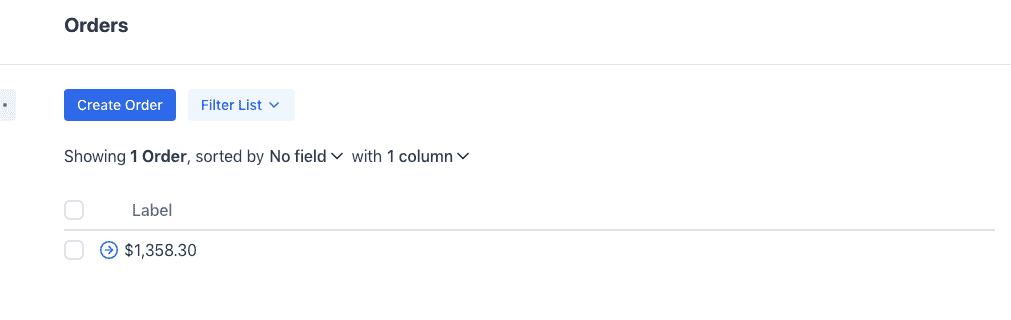 Orders
Create Order Filter List
Showing 1 Order, sorted by No field with 1 column
Label
$1,358.30